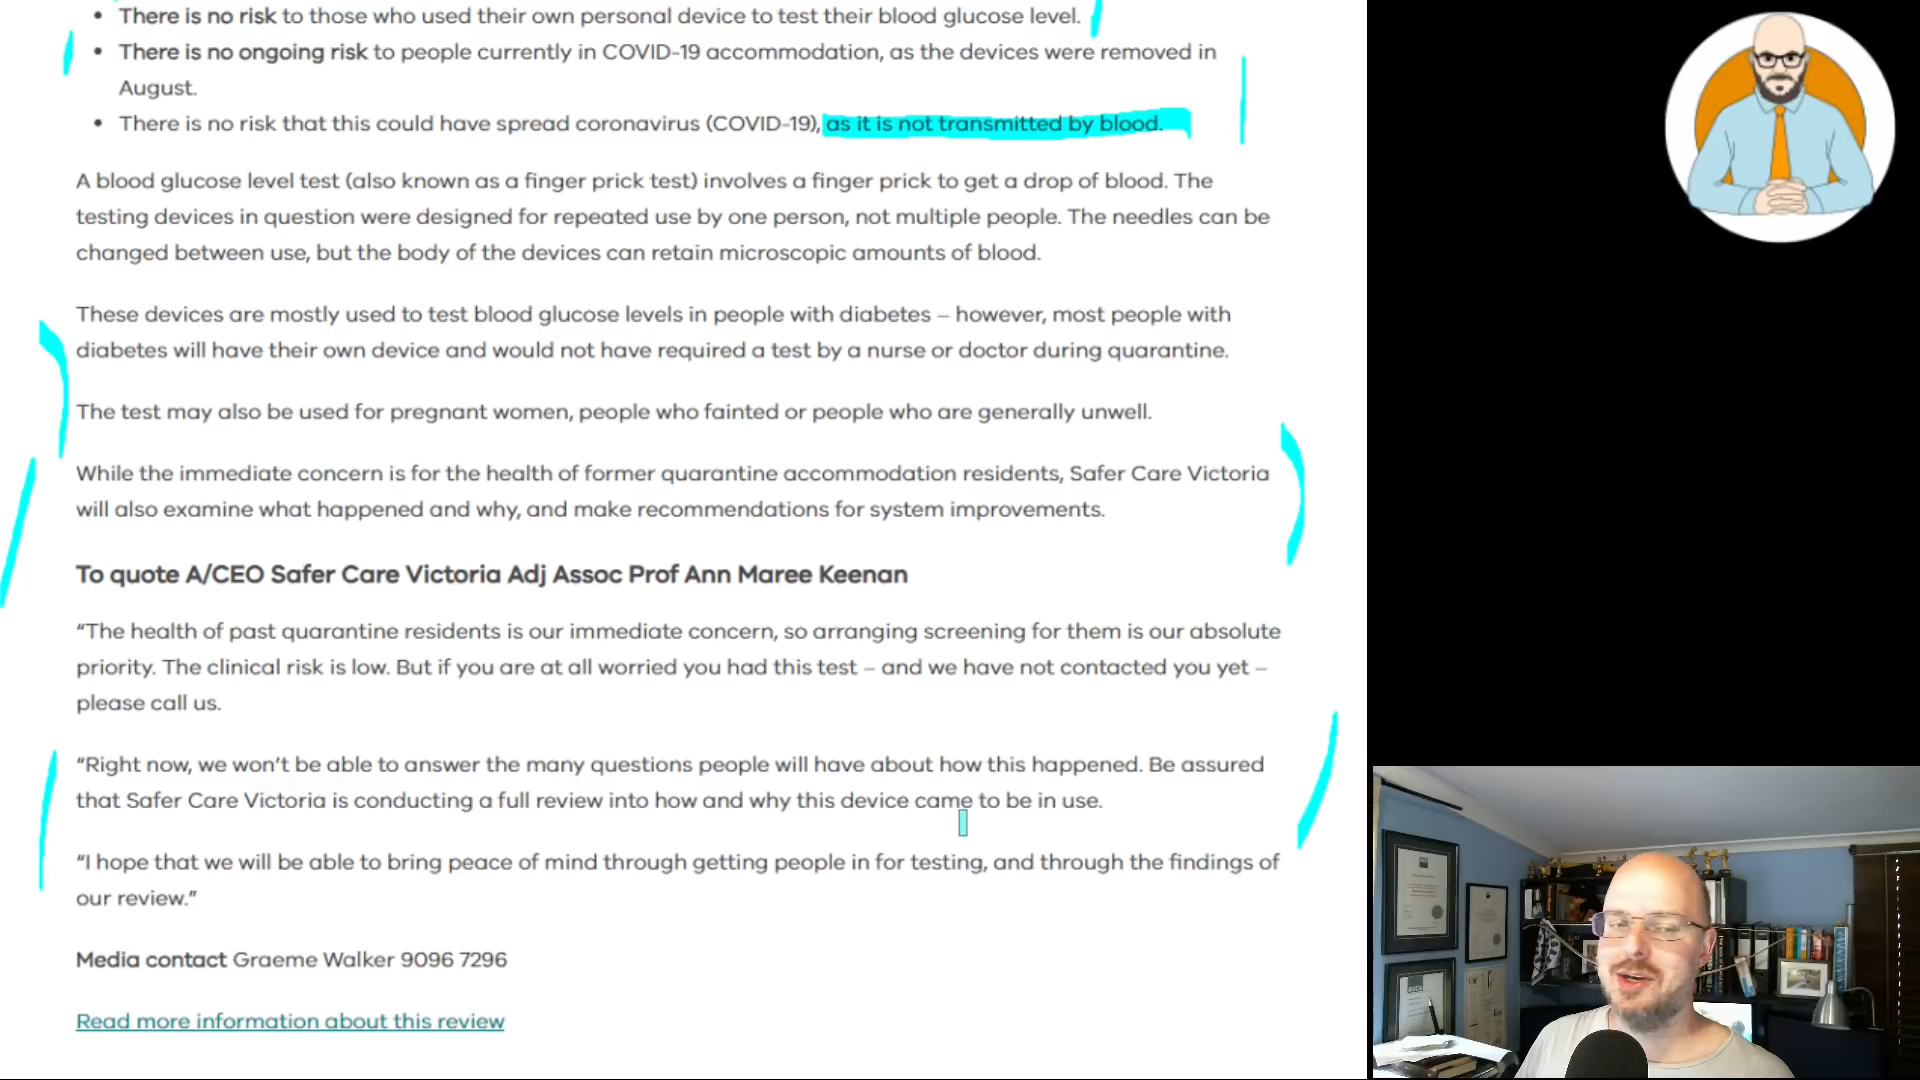 • There is no risk to those who used their own personal device to test their blood glucose level.
• There is no ongoing risk to people currently in COVID-19 accommodation, as the devices were removed in
August.
• There is no risk that this could have spread coronavirus (COVID-19), as it is not transmitted by blood.
A blood glucose level test (also known as a finger prick test) involves a finger prick to get a drop of blood. The
testing devices in question were designed for repeated use by one person, not multiple people. The needles can be
changed between use, but the body of the devices can retain microscopic amounts of blood.
These devices are mostly used to test blood glucose levels in people with diabetes – however, most people with
diabetes will have their own device and would not have required a test by a nurse or doctor during quarantine.
The test may also be used for pregnant women, people who fainted or people who are generally unwell.
While the immediate concern is for the health of former quarantine accommodation residents, Safer Care Victoria
will also examine what happened and why, and make recommendations for system improvements.
To quote A/CEO Safer Care Victoria Adj Assoc Prof Ann Maree Keenan
“The health of past quarantine residents is our immediate concern, so arranging screening for them is our absolute
priority. The clinical risk is low. But if you are at all worried you had this test – and we have not contacted you yet –
please call us.
“Right now, we won’t be able to answer the many questions people will have about how this happened. Be assured
that Safer Care Victoria is conducting a full review into how and why this device came to be in use.
“I hope that we will be able to bring peace of mind through getting people in for testing, and through the findings of
our review.”
Media contact Graeme Walker 9096 7296
Read more information about this review